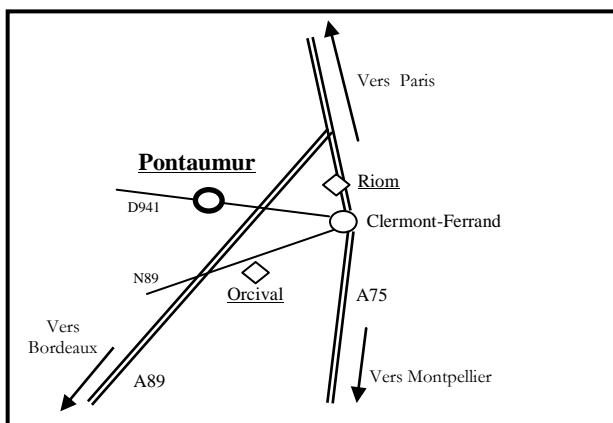 Vers Paris
Pontaumur
Riom
D941
Clermont-Ferrand
N89
Orcival
A75
Vers
Bordeaux
A89
Vers Montpellier